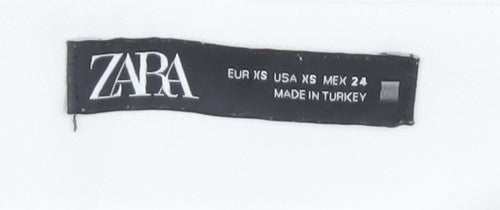 ZARA
EUR XS USA XS MEX 24
MADE IN TURKEY